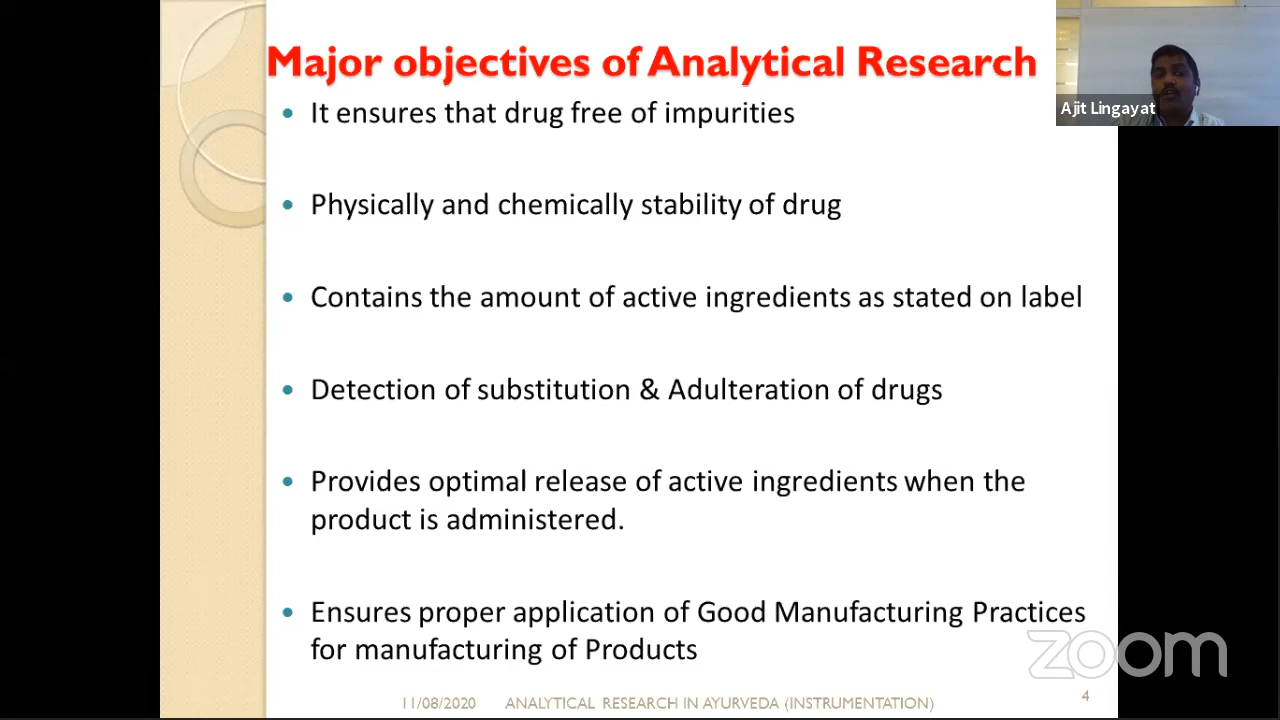 Major objectives of Analytical Research
Ajit Lingayat
• It ensures that drug free of impurities
• Physically and chemically stability of drug
• Contains the amount of active ingredients as stated on label
• Detection of substitution & Adulteration of drugs
• Provides optimal release of active ingredients when the
product is administered.
• Ensures proper application of Good Manufacturing Practices
for manufacturing of Products
zoom
11/08/2020 ANALYTICAL RESEARCH IN AYURVEDA (INSTRUMENTATION) 4